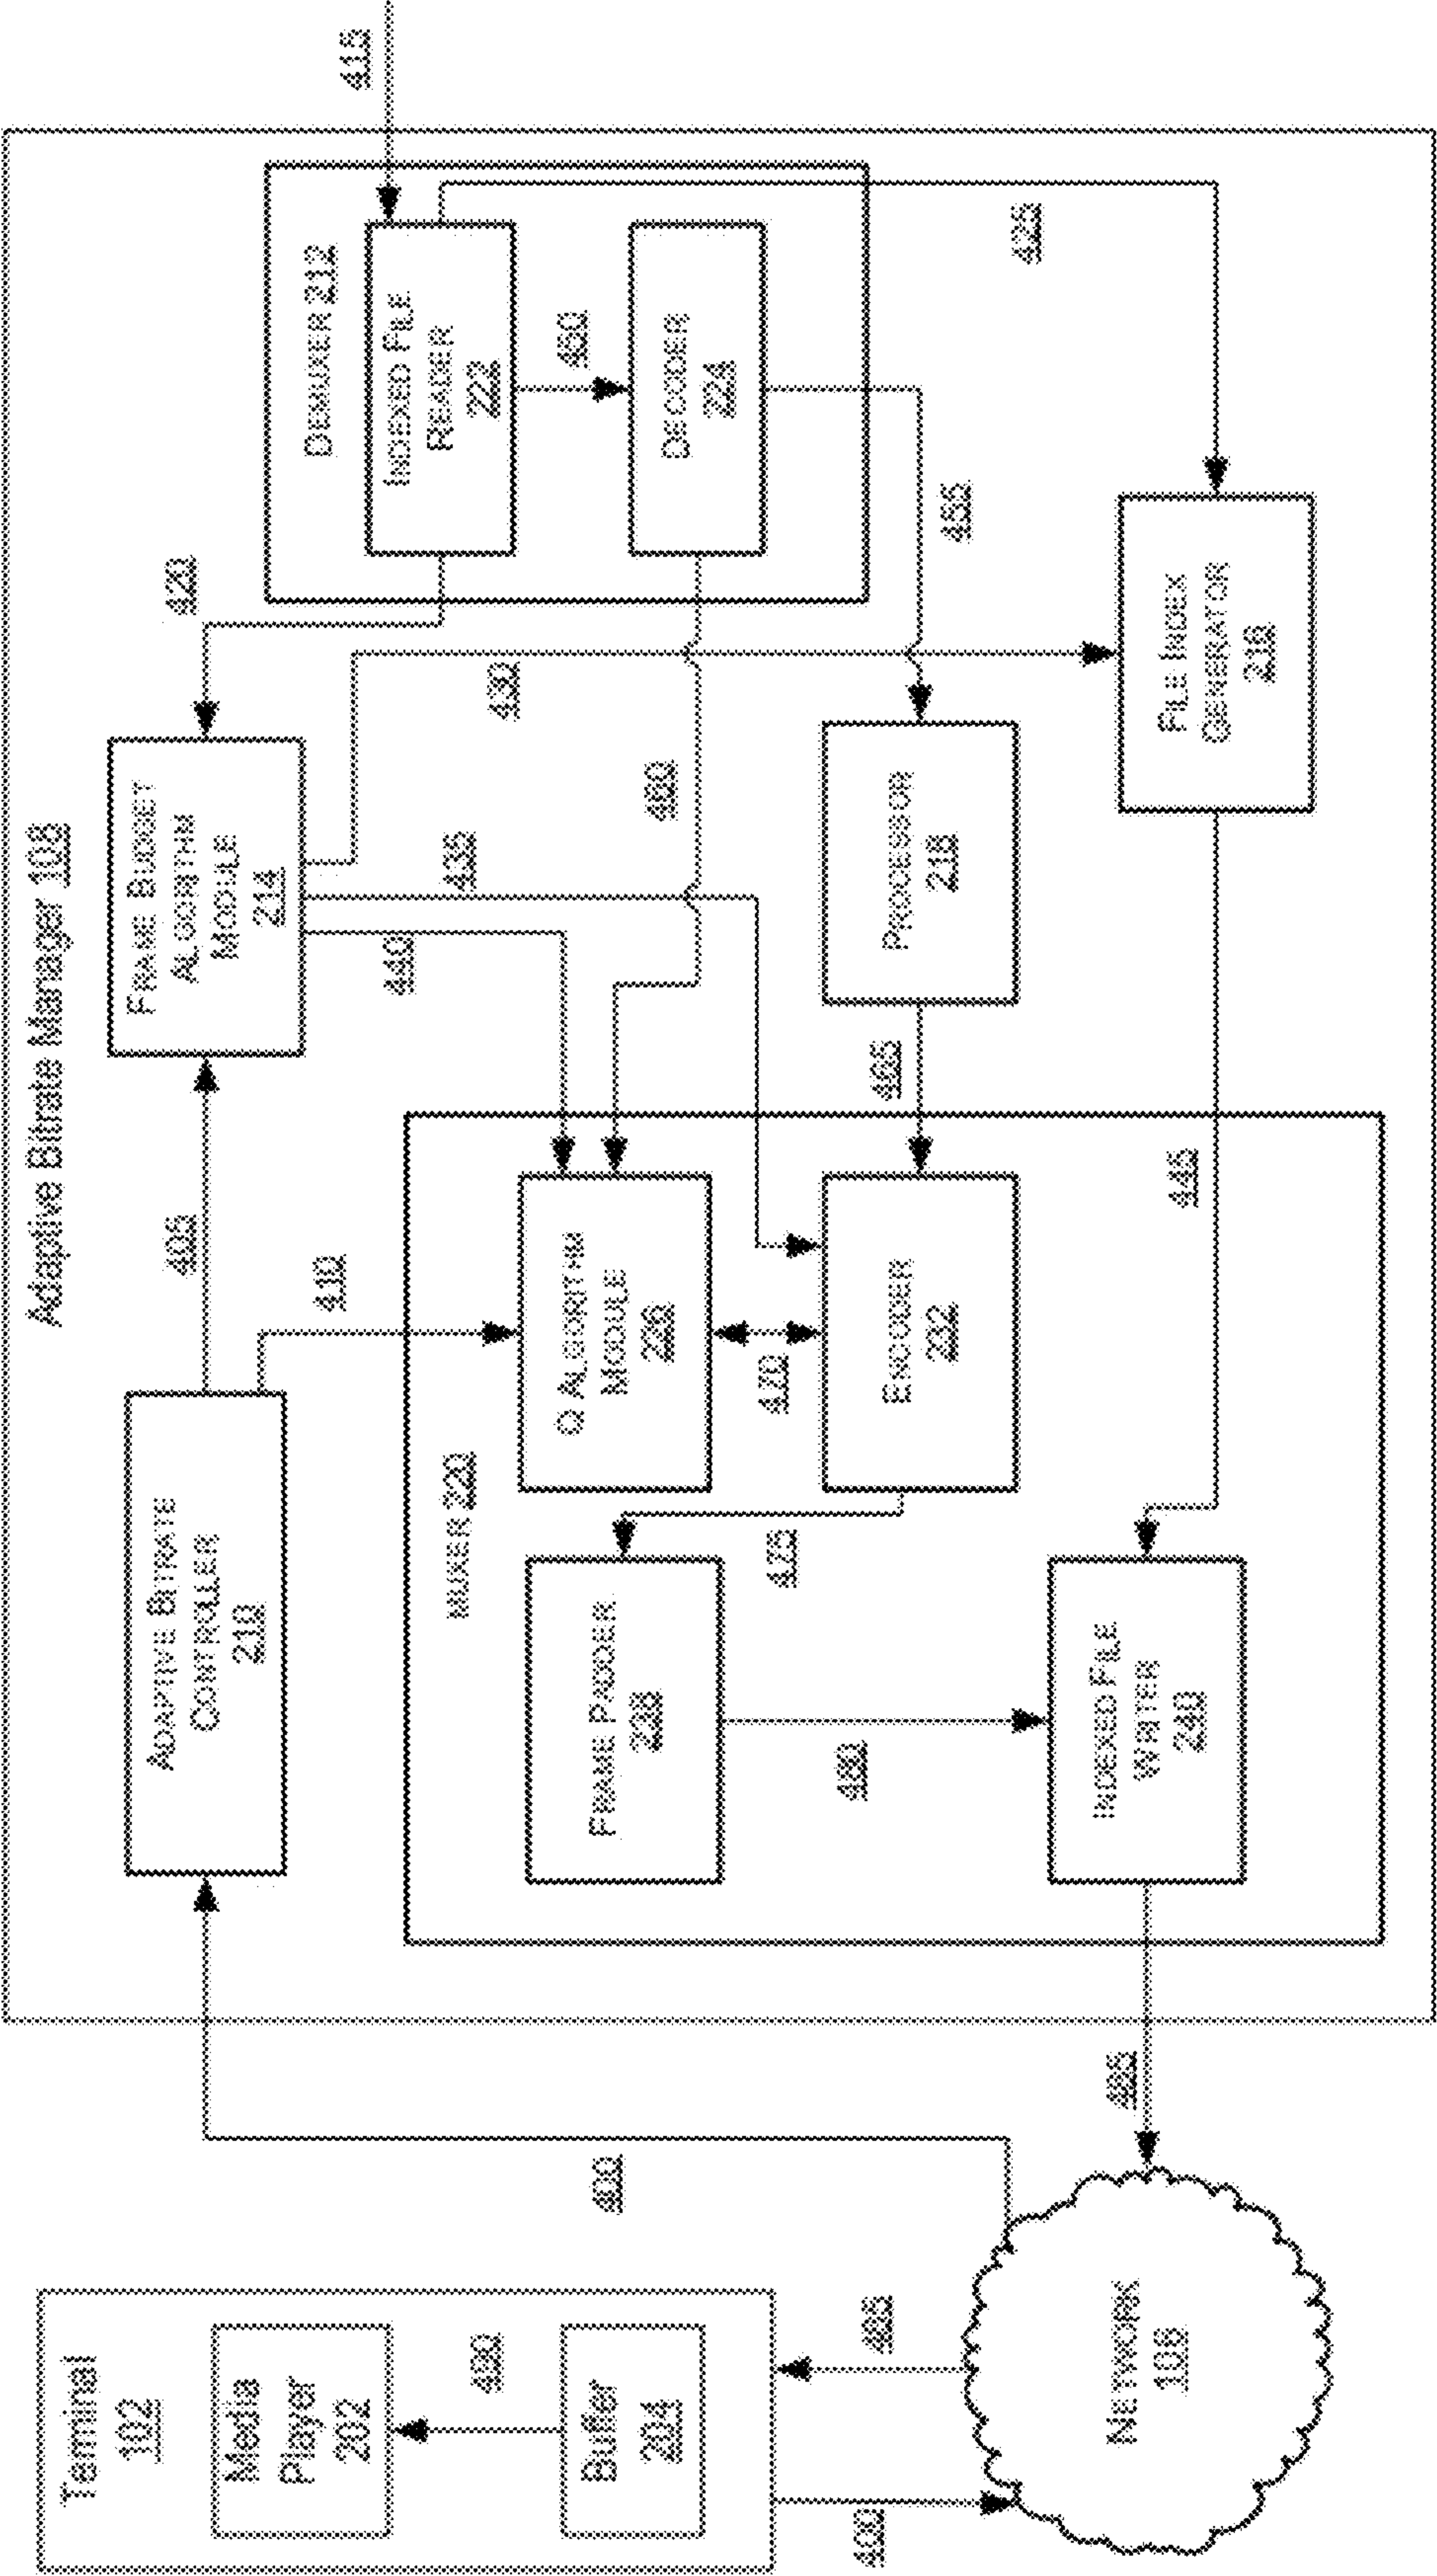 Adaptive Bitrate Manager 108
Terminal
102
Media
Player
202
490
Buffer
204
400
485
NETWORK
106
400
485
ADAPTIVE BITRATE
CONTROLLER
210
405
410
FRAME BUDGET
ALGORITHM
MODULE
214
420
430
435
440
DEMUXER 212
INDEXED FILE
READER
222
450
DECODER
224
415
425
455
460
PROCESSOR
218
465
FILE INDEX
GENERATOR
216
445
MUXER 220
Q ALGORITHM
MODULE
226
470
ENCODER
232
475
FRAME PADDER
238
480
INDEXED FILE
WRITER
240